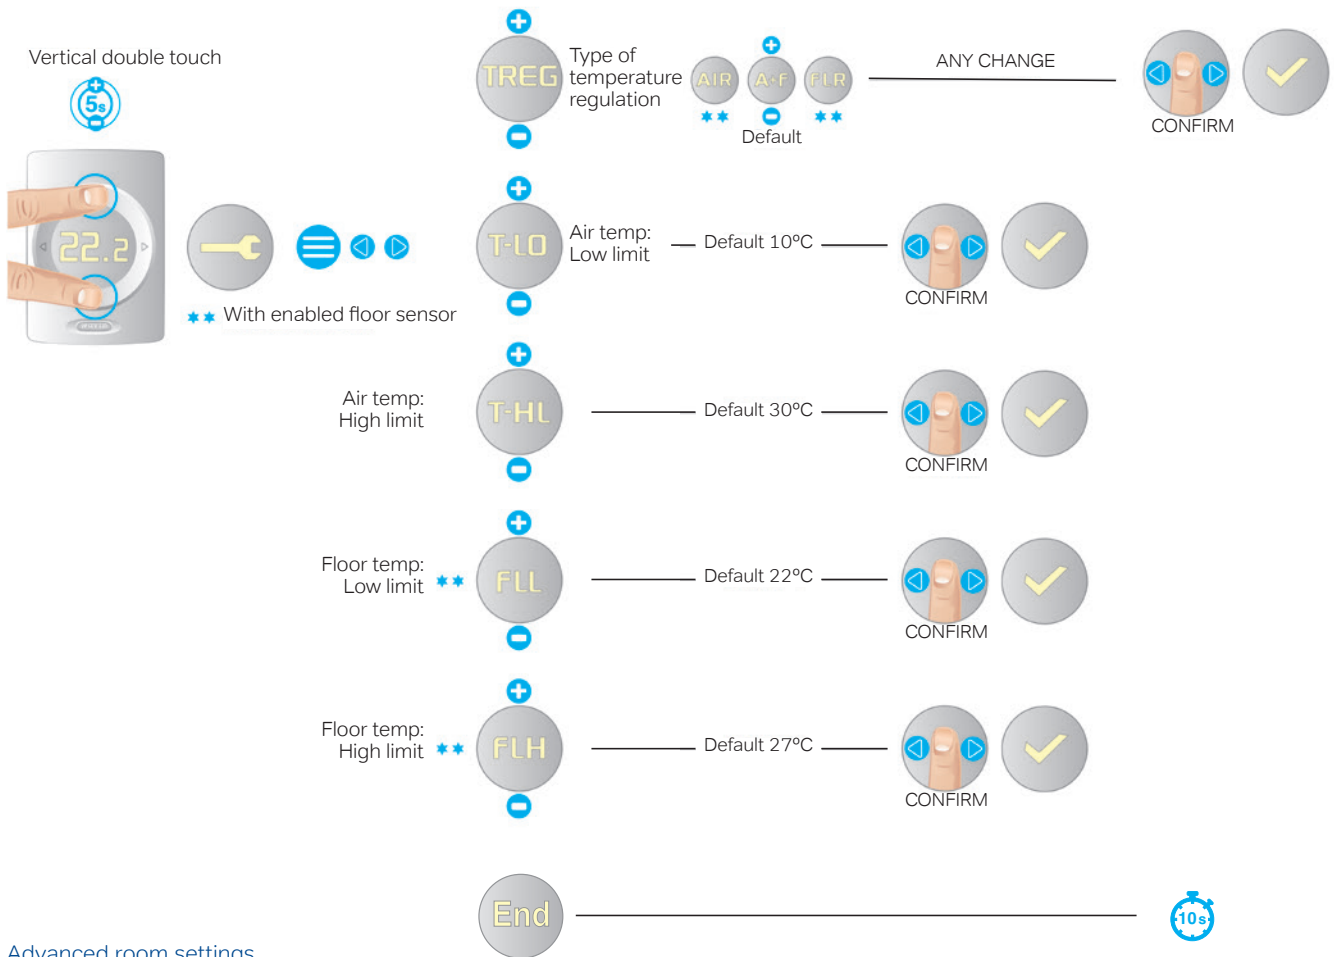 Vertical double touch
5s
22.2
With enabled floor sensor
TREG
Type of
temperature
regulation
AIR
A+F
FLR
Default
ANY CHANGE
CONFIRM
T-LO
Air temp:
Low limit
Default 10°C
CONFIRM
Air temp:
High limit
T-HL
Default 30°C
CONFIRM
Floor temp:
Low limit
FLL
Default 22°C
CONFIRM
Floor temp:
High limit
FLH
Default 27°C
CONFIRM
End
10s
Advanced room settings